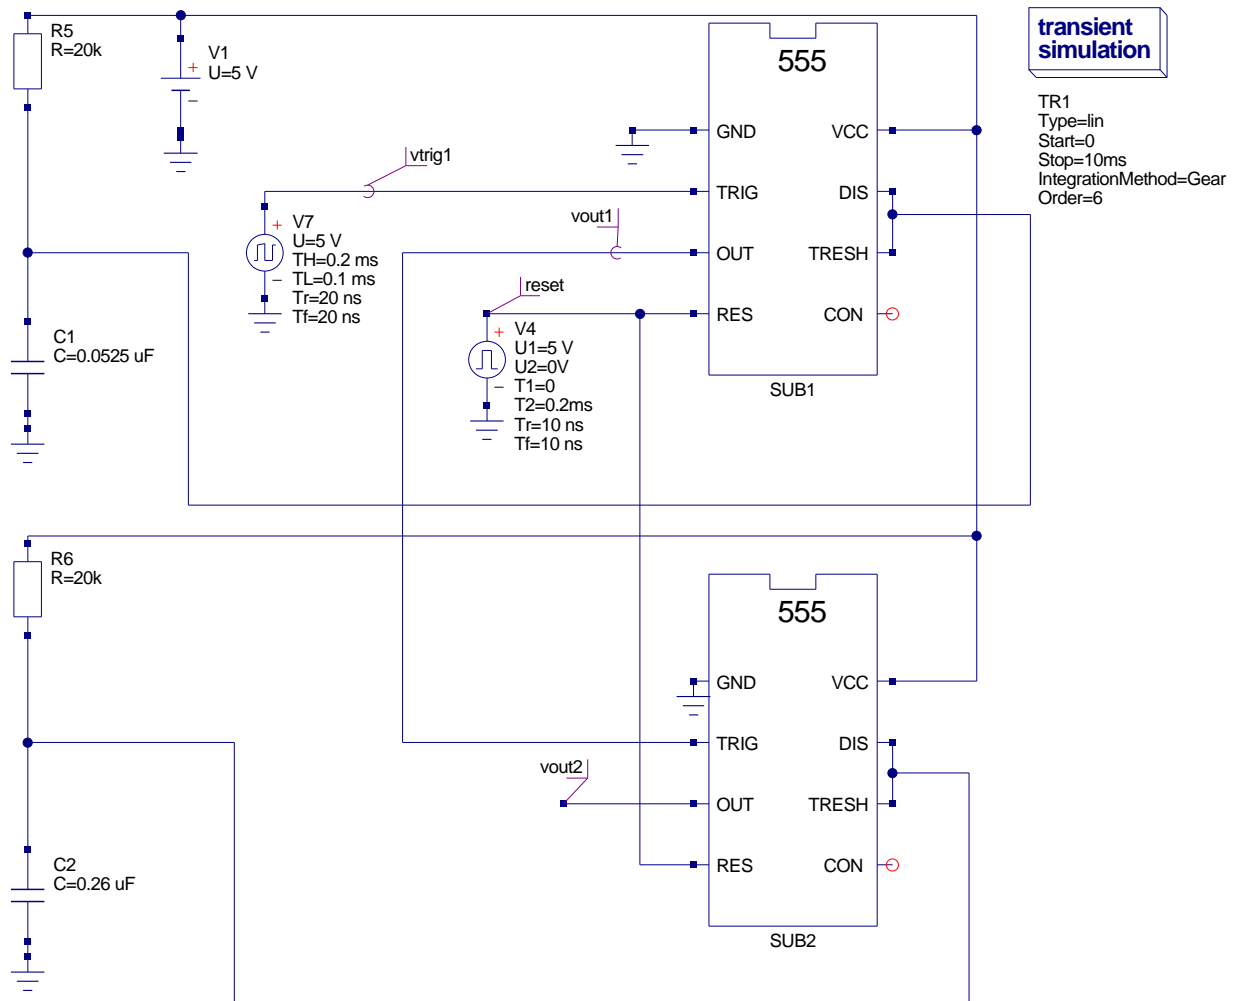 R5
R=20k
V1
U=5 V
+
−
555
GND
VCC
TRIG
DIS
OUT
TRESH
RES
CON
SUB1
transient
simulation
TR1
Type=lin
Start=0
Stop=10ms
IntegrationMethod=Gear
Order=6
vtrig1
+
−
V7
U=5 V
TH=0.2 ms
TL=0.1 ms
Tr=20 ns
Tf=20 ns
vout1
reset
+
−
V4
U1=5 V
U2=0V
T1=0
T2=0.2ms
Tr=10 ns
Tf=10 ns
C1
C=0.0525 uF
R6
R=20k
555
GND
VCC
TRIG
DIS
OUT
TRESH
RES
CON
SUB2
vout2
C2
C=0.26 uF